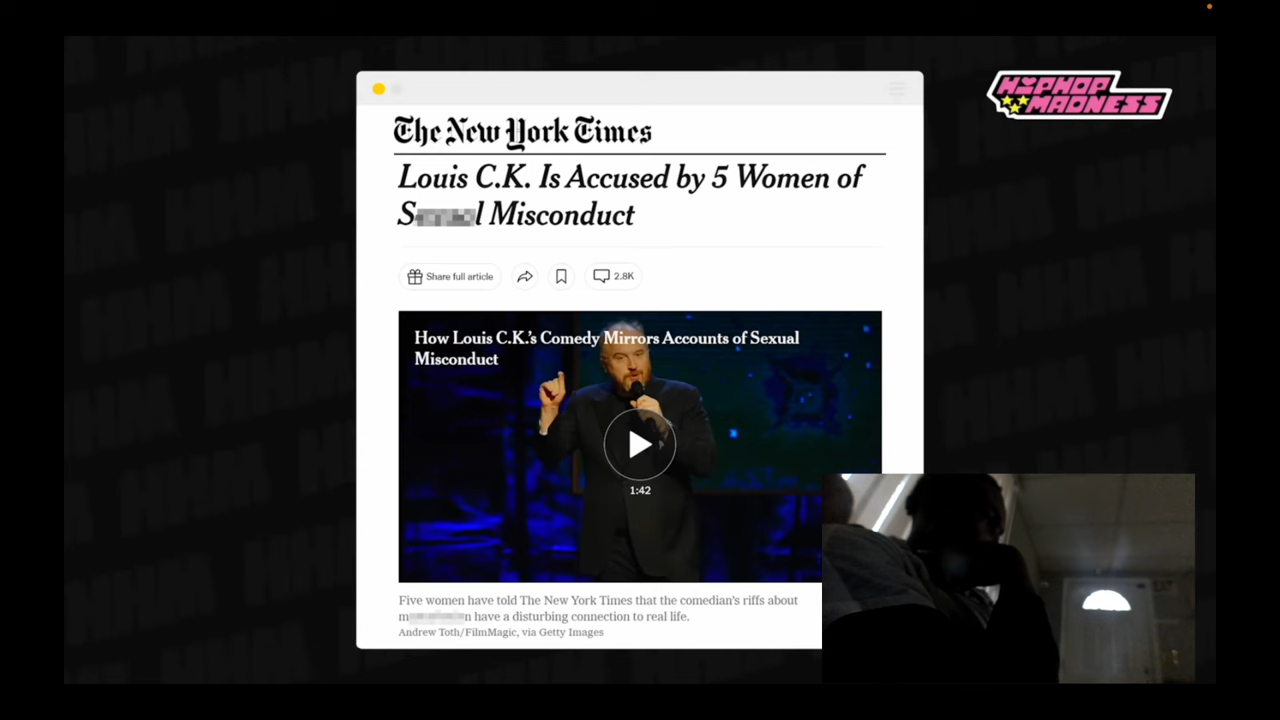 HIPHOP
MADNESS
The New York Times
Louis C.K. Is Accused by 5 Women of
S l Misconduct
Share full article
2.8K
How Louis C.K.'s Comedy Mirrors Accounts of Sexual
Misconduct
1:42
Five women have told The New York Times that the comedian's riffs about
m n have a disturbing connection to real life.
Andrew Toth/FilmMagic, via Getty Images